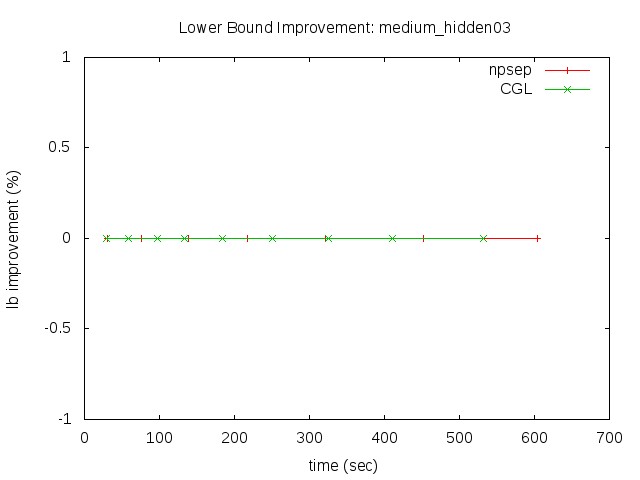 Lower Bound Improvement: medium_hidden03
npsep
CGL
1
0.5
0
-0.5
-1
lb improvement (%)
0 100 200 300 400 500 600 700
time (sec)